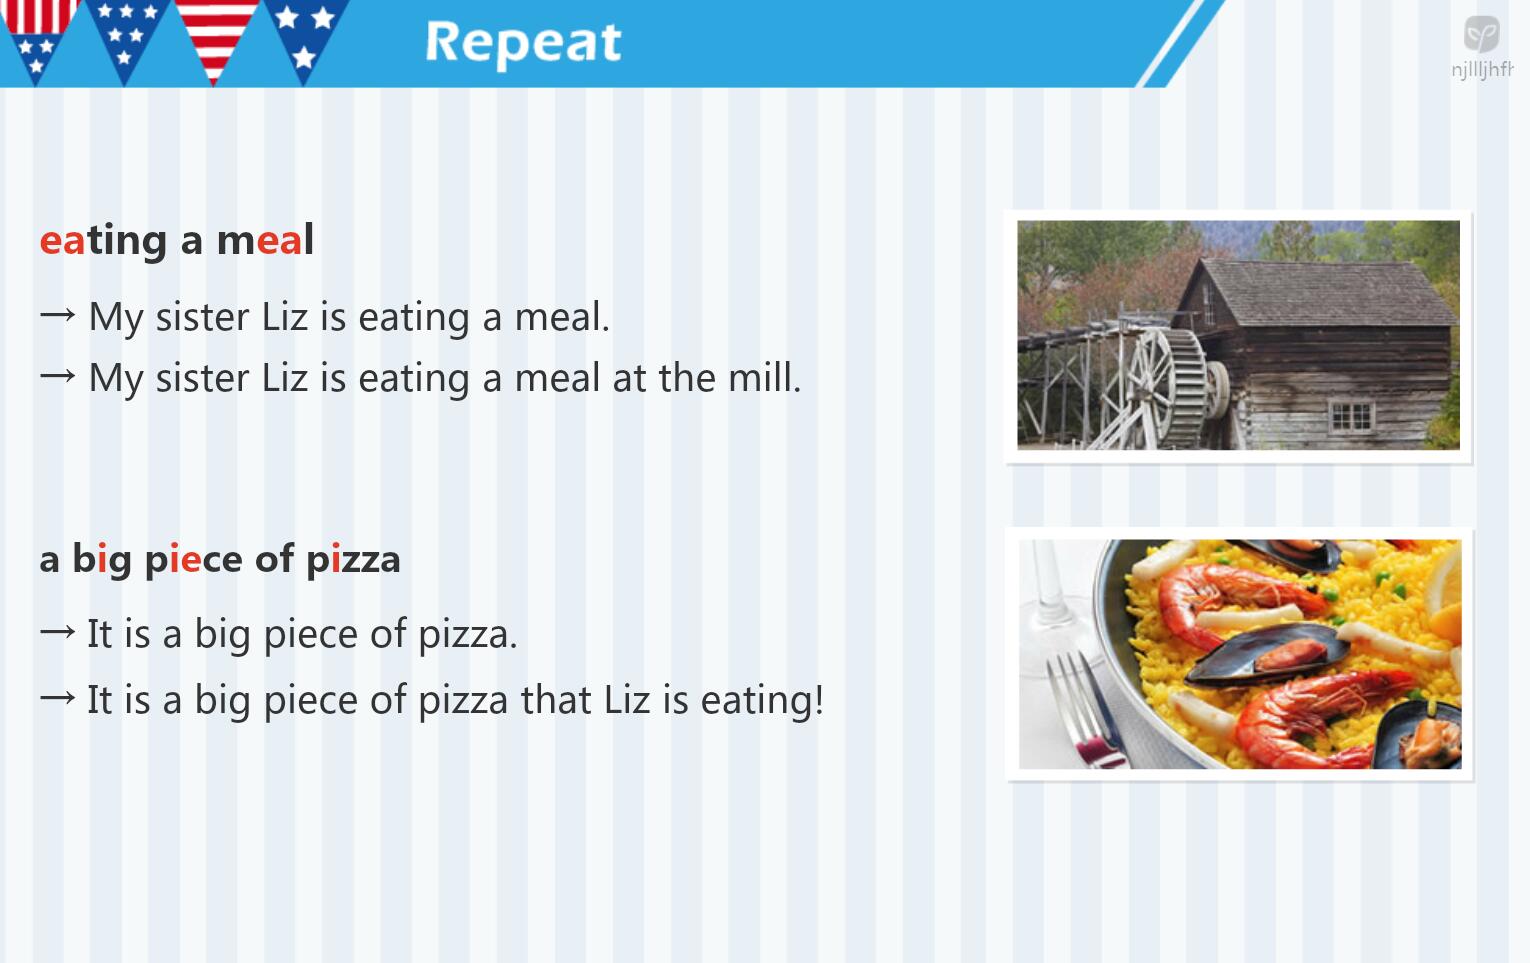 Repeat
njllljhfh
eating a meal
→ My sister Liz is eating a meal.
→ My sister Liz is eating a meal at the mill.
a big piece of pizza
→ It is a big piece of pizza.
→ It is a big piece of pizza that Liz is eating!